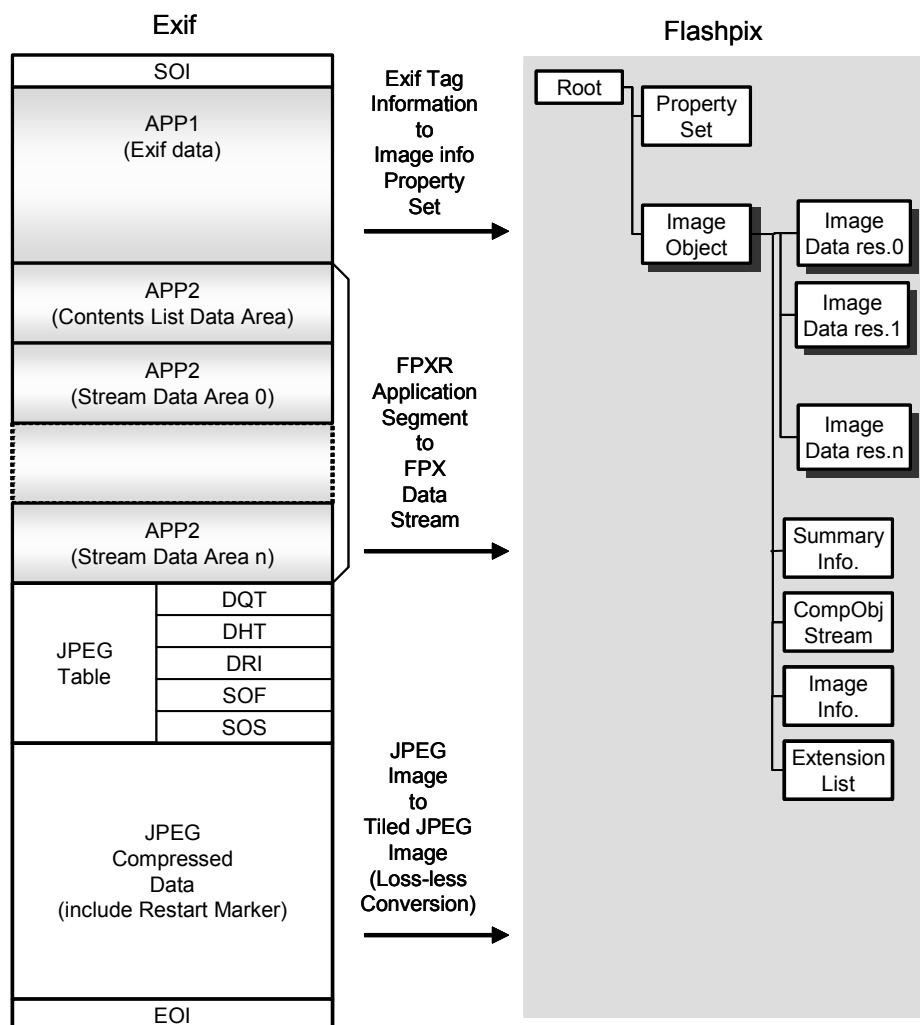 Exif
SOI
APP1
(Exif data)
APP2
(Contents List Data Area)
APP2
(Stream Data Area 0)
APP2
(Stream Data Area n)
JPEG
Table
DQT
DHT
DRI
SOF
SOS
JPEG
Compressed
Data
(include Restart Marker)
EOI
Exif Tag
Information
to
Image info
Property
Set
FPXR
Application
Segment
to
FPX
Data
Stream
JPEG
Image
to
Tiled JPEG
Image
(Loss-less
Conversion)
Flashpix
Root
Property
Set
Image
Object
Image
Data res.0
Image
Data res.1
Image
Data res.n
Summary
Info.
CompObj
Stream
Image
Info.
Extension
List